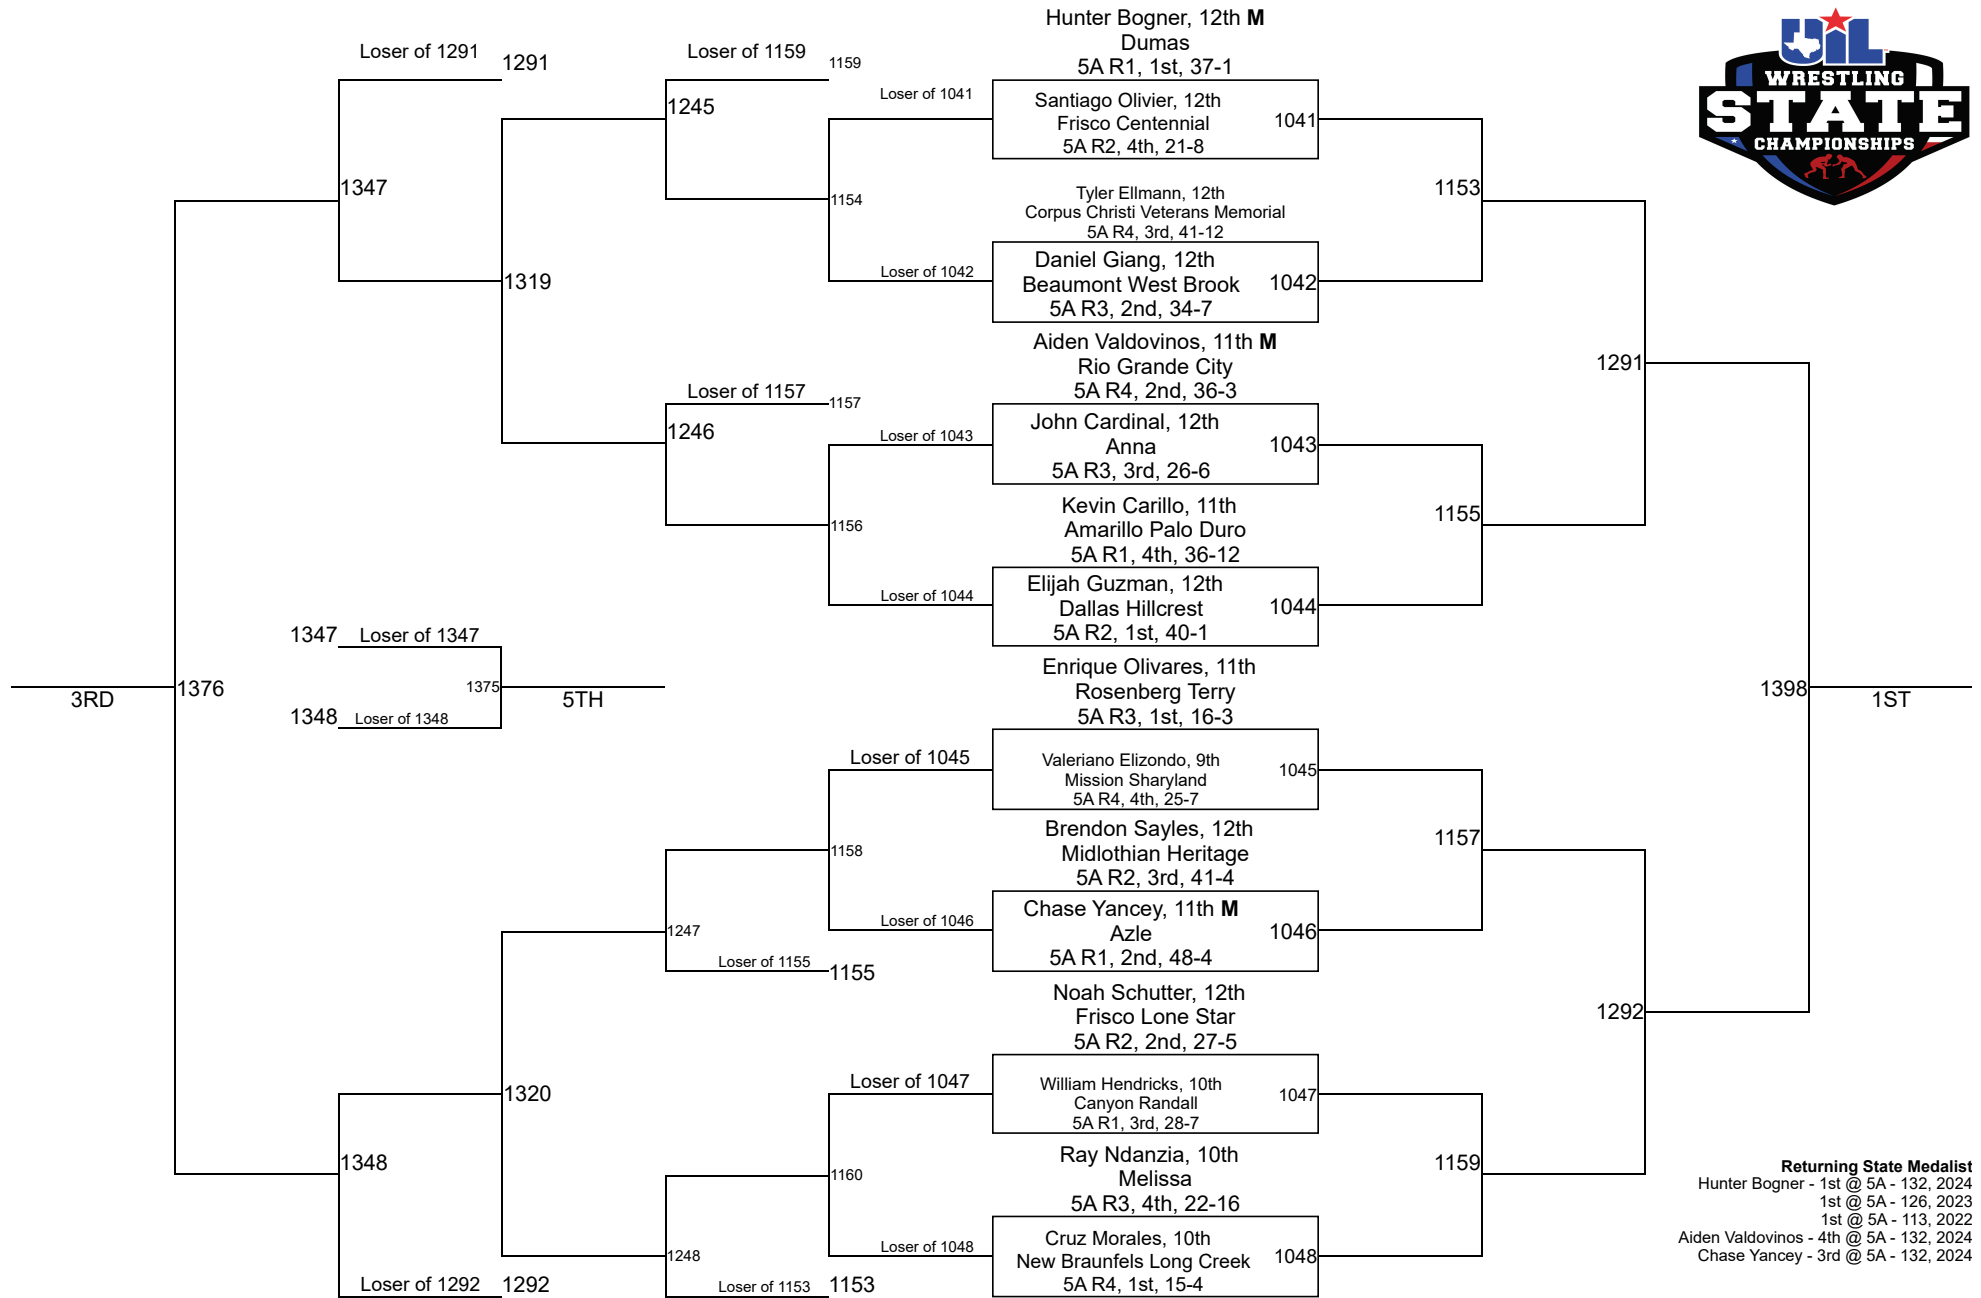 Hunter Bogner, 12th M
Dumas
5A R1, 1st, 37-1
Santiago Olivier, 12th
Frisco Centennial
5A R2, 4th, 21-8
1041
Tyler Ellmann, 12th
Corpus Christi Veterans Memorial
5A R4, 3rd, 41-12
Daniel Giang, 12th
Beaumont West Brook
5A R3, 2nd, 34-7
1042
Aiden Valdovinos, 11th M
Rio Grande City
5A R4, 2nd, 36-3
John Cardinal, 12th
Anna
5A R3, 3rd, 26-6
1043
Kevin Carillo, 11th
Amarillo Palo Duro
5A R1, 4th, 36-12
Elijah Guzman, 12th
Dallas Hillcrest
5A R2, 1st, 40-1
1044
Enrique Olivares, 11th
Rosenberg Terry
5A R3, 1st, 16-3
Valeriano Elizondo, 9th
Mission Sharyland
5A R4, 4th, 25-7
1045
Brendon Sayles, 12th
Midlothian Heritage
5A R2, 3rd, 41-4
Chase Yancey, 11th M
Azle
5A R1, 2nd, 48-4
1046
Noah Schutter, 12th
Frisco Lone Star
5A R2, 2nd, 27-5
William Hendricks, 10th
Canyon Randall
5A R1, 3rd, 28-7
1047
Ray Ndanzia, 10th
Melissa
5A R3, 4th, 22-16
Cruz Morales, 10th
New Braunfels Long Creek
5A R4, 1st, 15-4
1048
1153
1155
1157
1159
1291
1292
1398
1ST
Loser of 1041
Loser of 1042
Loser of 1043
Loser of 1044
Loser of 1045
Loser of 1046
Loser of 1047
Loser of 1048
1154
1156
1158
1160
Loser of 1159
1159
Loser of 1157
1157
Loser of 1155
1155
Loser of 1153
1153
1245
1246
1247
1248
1319
1320
Loser of 1291
1291
Loser of 1292
1292
1347
1348
1347
Loser of 1347
1348
Loser of 1348
1375
5TH
1376
3RD
UIL
WRESTLING
STATE
CHAMPIONSHIPS
Returning State Medalist
Hunter Bogner - 1st @ 5A - 132, 2024
1st @ 5A - 126, 2023
1st @ 5A - 113, 2022
Aiden Valdovinos - 4th @ 5A - 132, 2024
Chase Yancey - 3rd @ 5A - 132, 2024